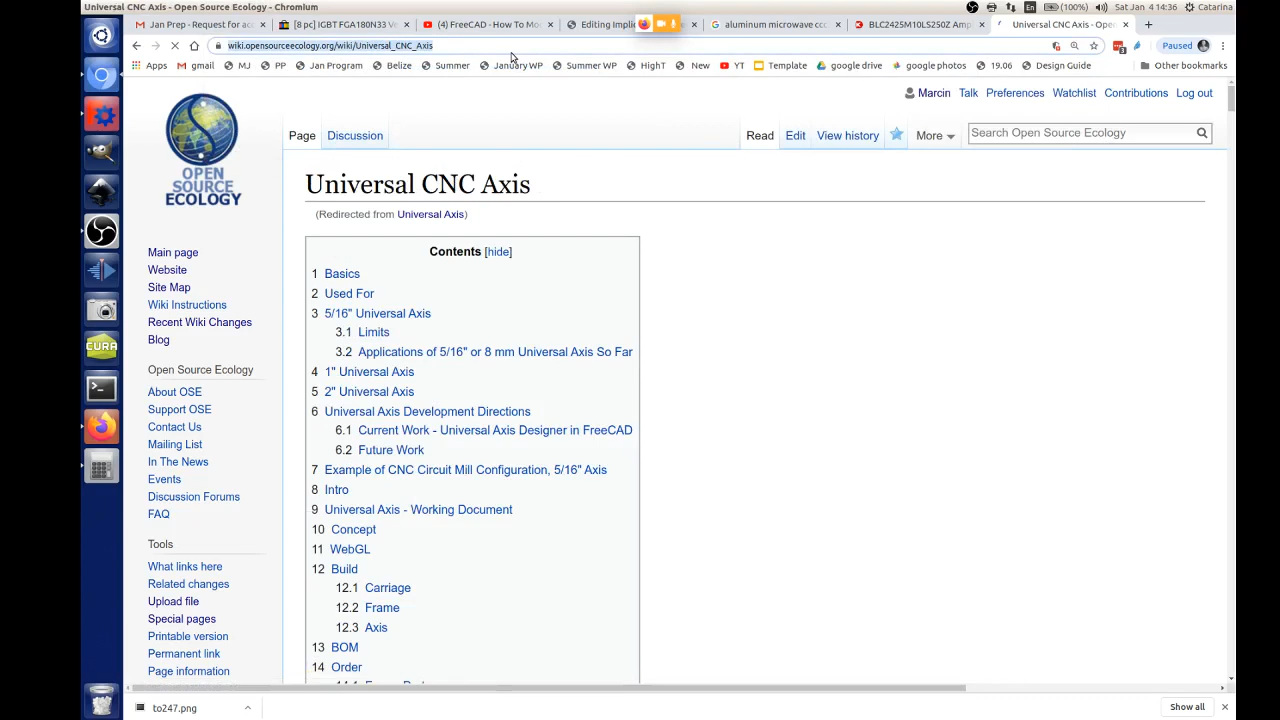 Universal CNC Axis - Open Source Ecology - Chromium
En
(100%)
Sat Jan 4 14:36
Catarina
Jan Prep - Request for acc
[8 pc] IGBT FGA180N33
(4) FreeCAD - How To Mo
Editing Impli
aluminum microwave ccc
BLC2425M10LS250Z Amp
Universal CNC Axis - Open
wiki.opensourceecology.org/wiki/Universal_CNC_Axis
Paused
Apps
gmail
MJ
PP
Jan Program
Belize
Summer
January WP
Summer WP
HighT
New
YT
Template
google drive
google photos
19.06
Design Guide
Other bookmarks
Marcin
Talk
Preferences
Watchlist
Contributions
Log out
OPEN
SOURCE
ECOLOGY
Page
Discussion
Read
Edit
View history
More
Search Open Source Ecology
Universal CNC Axis
(Redirected from Universal Axis)
Contents [hide]
1 Basics
2 Used For
3 5/16" Universal Axis
3.1 Limits
3.2 Applications of 5/16" or 8 mm Universal Axis So Far
4 1" Universal Axis
5 2" Universal Axis
6 Universal Axis Development Directions
6.1 Current Work - Universal Axis Designer in FreeCAD
6.2 Future Work
7 Example of CNC Circuit Mill Configuration, 5/16" Axis
8 Intro
9 Universal Axis - Working Document
10 Concept
11 WebGL
12 Build
12.1 Carriage
12.2 Frame
12.3 Axis
13 BOM
14 Order
Main page
Website
Site Map
Wiki Instructions
Recent Wiki Changes
Blog
Open Source Ecology
About OSE
Support OSE
Contact Us
Mailing List
In The News
Events
Discussion Forums
FAQ
Tools
What links here
Related changes
Upload file
Special pages
Printable version
Permanent link
Page information
CURA
to247.png
Show all